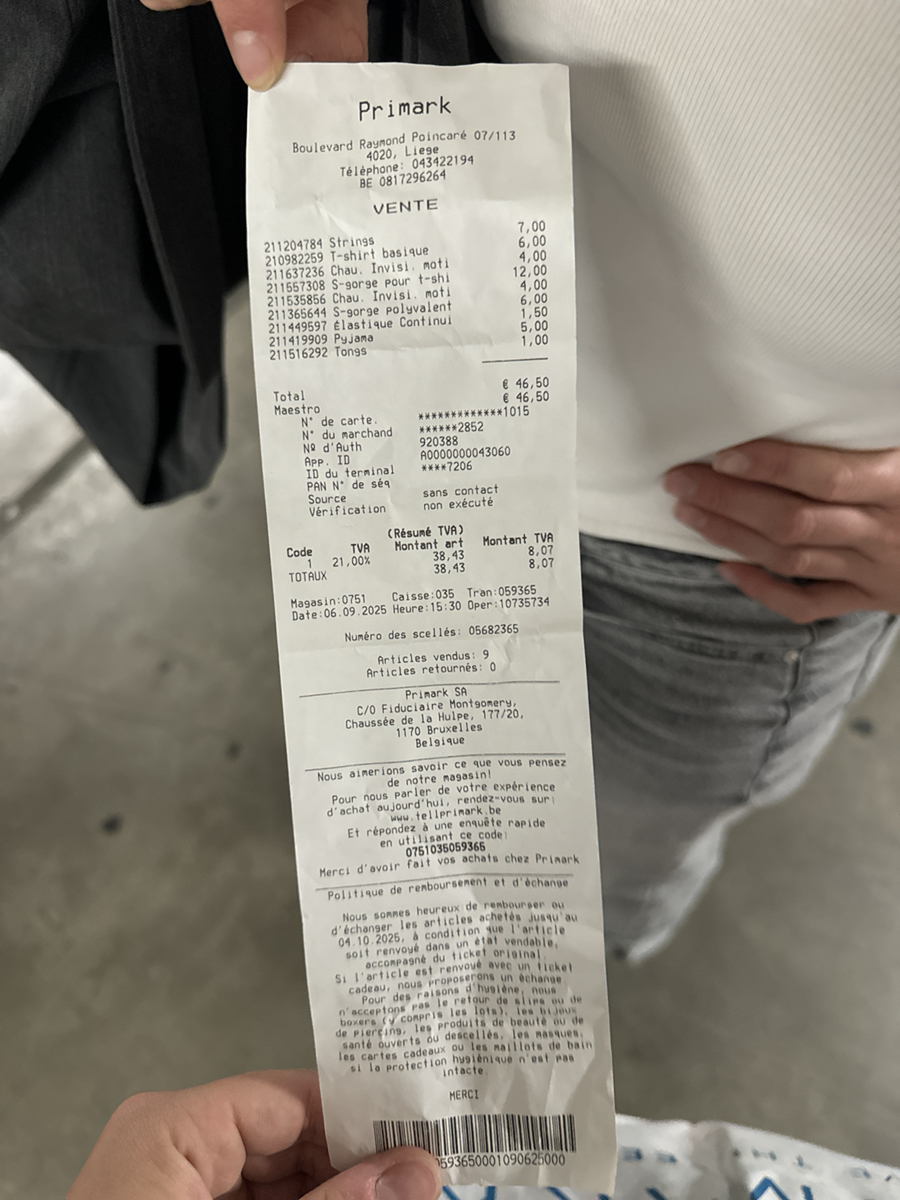 Primark
Boulevard Raymond Poincaré 07/113
4020, Liege
Téléphone: 043422194
BE 0817296264
VENTE
211204784 Strings 7,00
210982259 T-shirt basique 6,00
211637236 Chau. Invisi. moti 4,00
211557308 S-gorge pour t-shi 12,00
211535856 Chau. Invisi. moti 4,00
211365644 S-gorge polyvalent 6,00
211449597 Élastique Continui 1,50
211419909 Pyjama 5,00
211516292 Tongs 1,00
Total € 46,50
Maestro € 46,50
N° de carte. *************1015
N° du marchand ******2852
Nº d'Auth 920388
App. ID A0000000043060
ID du terminal ****7206
PAN N° de séq
Source sans contact
Vérification non exécuté
(Résumé TVA)
Code TVA Montant art Montant TVA
1 21,00% 38,43 8,07
TOTAUX 38,43 8,07
Magasin:0751 Caisse:035 Tran:059365
Date:06.09.2025 Heure:15:30 Oper:10735734
Numéro des scellés: 05682365
Articles vendus: 9
Articles retournés: 0
Primark SA
C/O Fiduciaire Montgomery,
Chaussée de la Hulpe, 177/20,
1170 Bruxelles
Belgique
Nous aimerions savoir ce que vous pensez
de notre magasin!
Pour nous parler de votre expérience
d'achat aujourd'hui, rendez-vous sur:
www.tellprimark.be
Et répondez à une enquête rapide
en utilisant ce code:
0751035059365
Merci d'avoir fait vos achats chez Primark
Politique de remboursement et d'échange
Nous sommes heureux de rembourser ou
d'échanger les articles achetés jusqu'au
04.10.2025, à condition que l'article
soit renvoyé dans un état vendable,
accompagné du ticket original.
Si l'article est renvoyé avec un ticket
cadeau, nous proposerons un échange
Pour des raisons d'hygiène, nous
n'acceptons pas le retour de slips ou de
boxers (y compris les lots), les bijoux
de piercing, les produits de beauté ou de
santé ouverts ou descellés, les masques,
les cartes cadeaux ou les maillots de bain
si la protection hygiénique n'est pas
intacte.
MERCI
593650001090625000